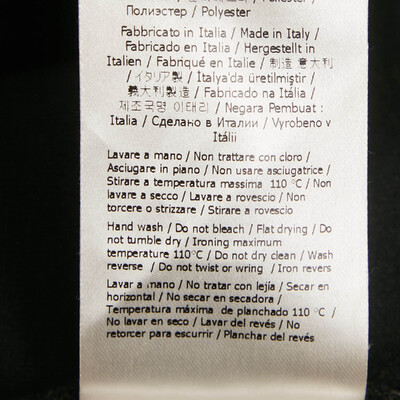 Полиэстер / Polyester
Fabbricato in Italia / Made in Italy /
Fabricado en Italia / Hergestellt in
Italien / Fabriqué en Italie / 制造 意大利
/ イタリア製 / İtalya'da üretilmiştir /
義大利製造 / Fabricado na Itália /
제조국명 이태리 / Negara Pembuat :
Italia / Сделано в Италии / Vyrobeno v
Itálii
Lavare a mano / Non trattare con cloro /
Asciugare in piano / Non usare asciugatrice /
Stirare a temperatura massima 110 °C / Non
lavare a secco / Lavare a rovescio / Non
torcere o strizzare / Stirare a rovescio
Hand wash / Do not bleach / Flat drying / Do
not tumble dry / Ironing maximum
temperature 110°C / Do not dry clean / Wash
reverse / Do not twist or wring / Iron revers
Lavar a mano / No tratar con lejía / Secar en
horizontal / No secar en secadora /
Temperatura máxima de planchado 110 °C /
No lavar en seco / Lavar del revés / No
retorcer para escurrir / Planchar del revés